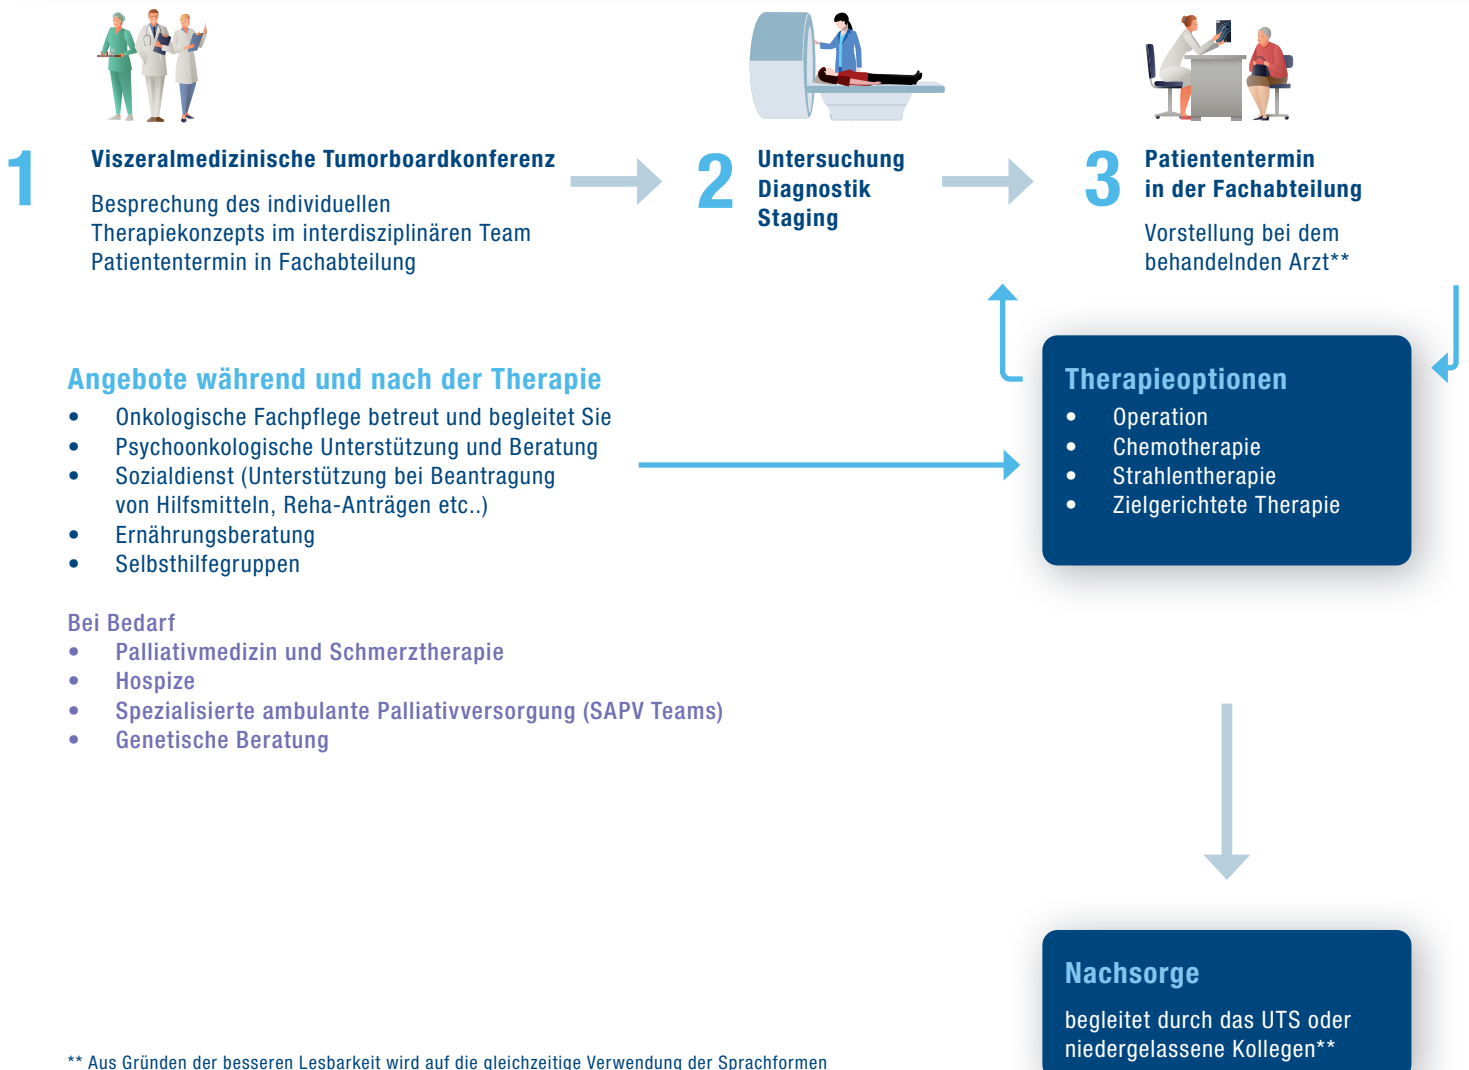 1
Viszeralmedizinische Tumorboardkonferenz
Besprechung des individuellen
Therapiekonzepts im interdisziplinären Team
Patiententermin in Fachabteilung
2
Untersuchung
Diagnostik
Staging
3
Patiententermin
in der Fachabteilung
Vorstellung bei dem
behandelnden Arzt**
Angebote während und nach der Therapie
• Onkologische Fachpflege betreut und begleitet Sie
• Psychoonkologische Unterstützung und Beratung
• Sozialdienst (Unterstützung bei Beantragung
von Hilfsmitteln, Reha-Anträgen etc..)
• Ernährungsberatung
• Selbsthilfegruppen
Bei Bedarf
• Palliativmedizin und Schmerztherapie
• Hospize
• Spezialisierte ambulante Palliativversorgung (SAPV Teams)
• Genetische Beratung
Therapieoptionen
• Operation
• Chemotherapie
• Strahlentherapie
• Zielgerichtete Therapie
Nachsorge
begleitet durch das UTS oder
niedergelassene Kollegen**
** Aus Gründen der besseren Lesbarkeit wird auf die gleichzeitige Verwendung der Sprachformen